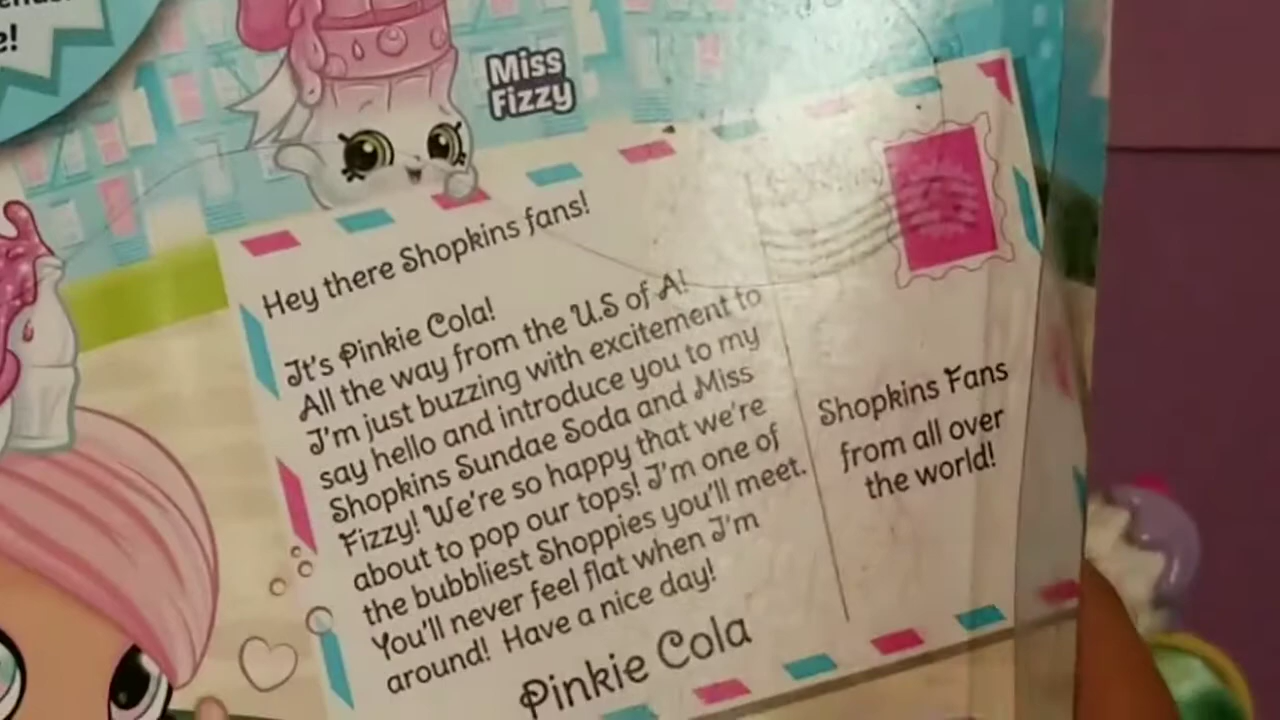 e!
Miss
Fizzy
Hey there Shopkins fans!
It's Pinkie Cola!
All the way from the U.S of A!
I'm just buzzing with excitement to
say hello and introduce you to my
Shopkins Sundae Soda and Miss
Fizzy! We're so happy that we're
about to pop our tops! I'm one of
the bubbliest Shoppies you'll meet.
You'll never feel flat when I'm
around! Have a nice day!
Pinkie Cola
Shopkins Fans
from all over
the world!